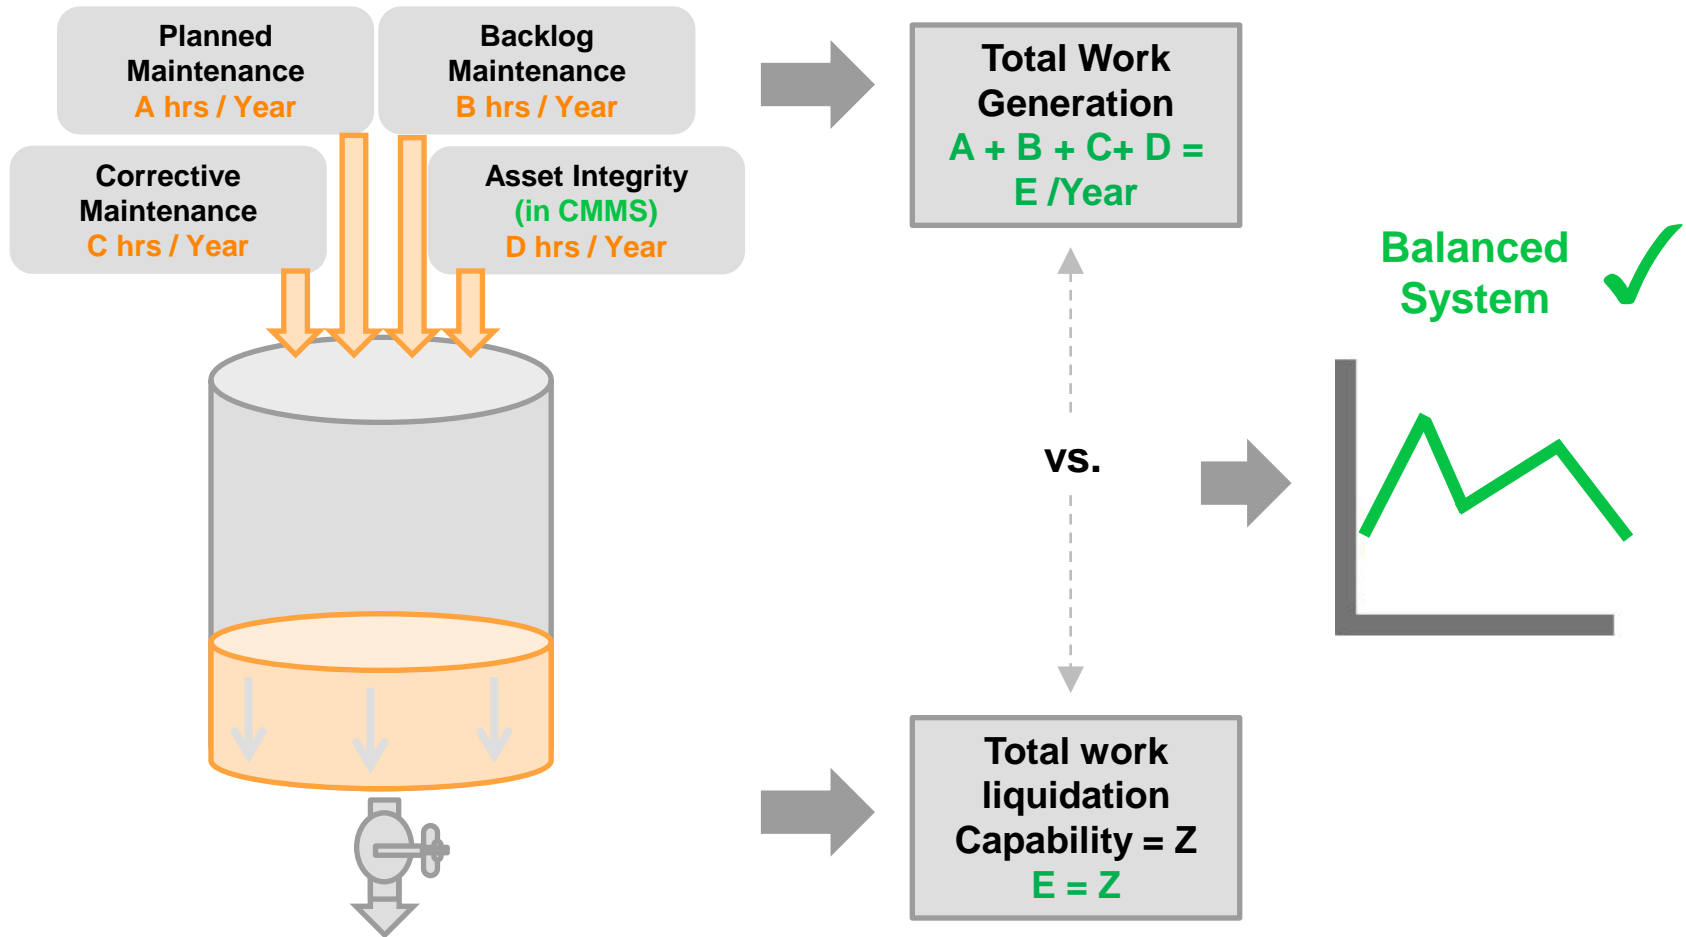 Planned
Maintenance
A hrs / Year
Backlog
Maintenance
B hrs / Year
Corrective
Maintenance
C hrs / Year
Asset Integrity
(in CMMS)
D hrs / Year
Total Work
Generation
A + B + C+ D =
E /Year
vs.
Total work
liquidation
Capability = Z
E = Z
Balanced
System